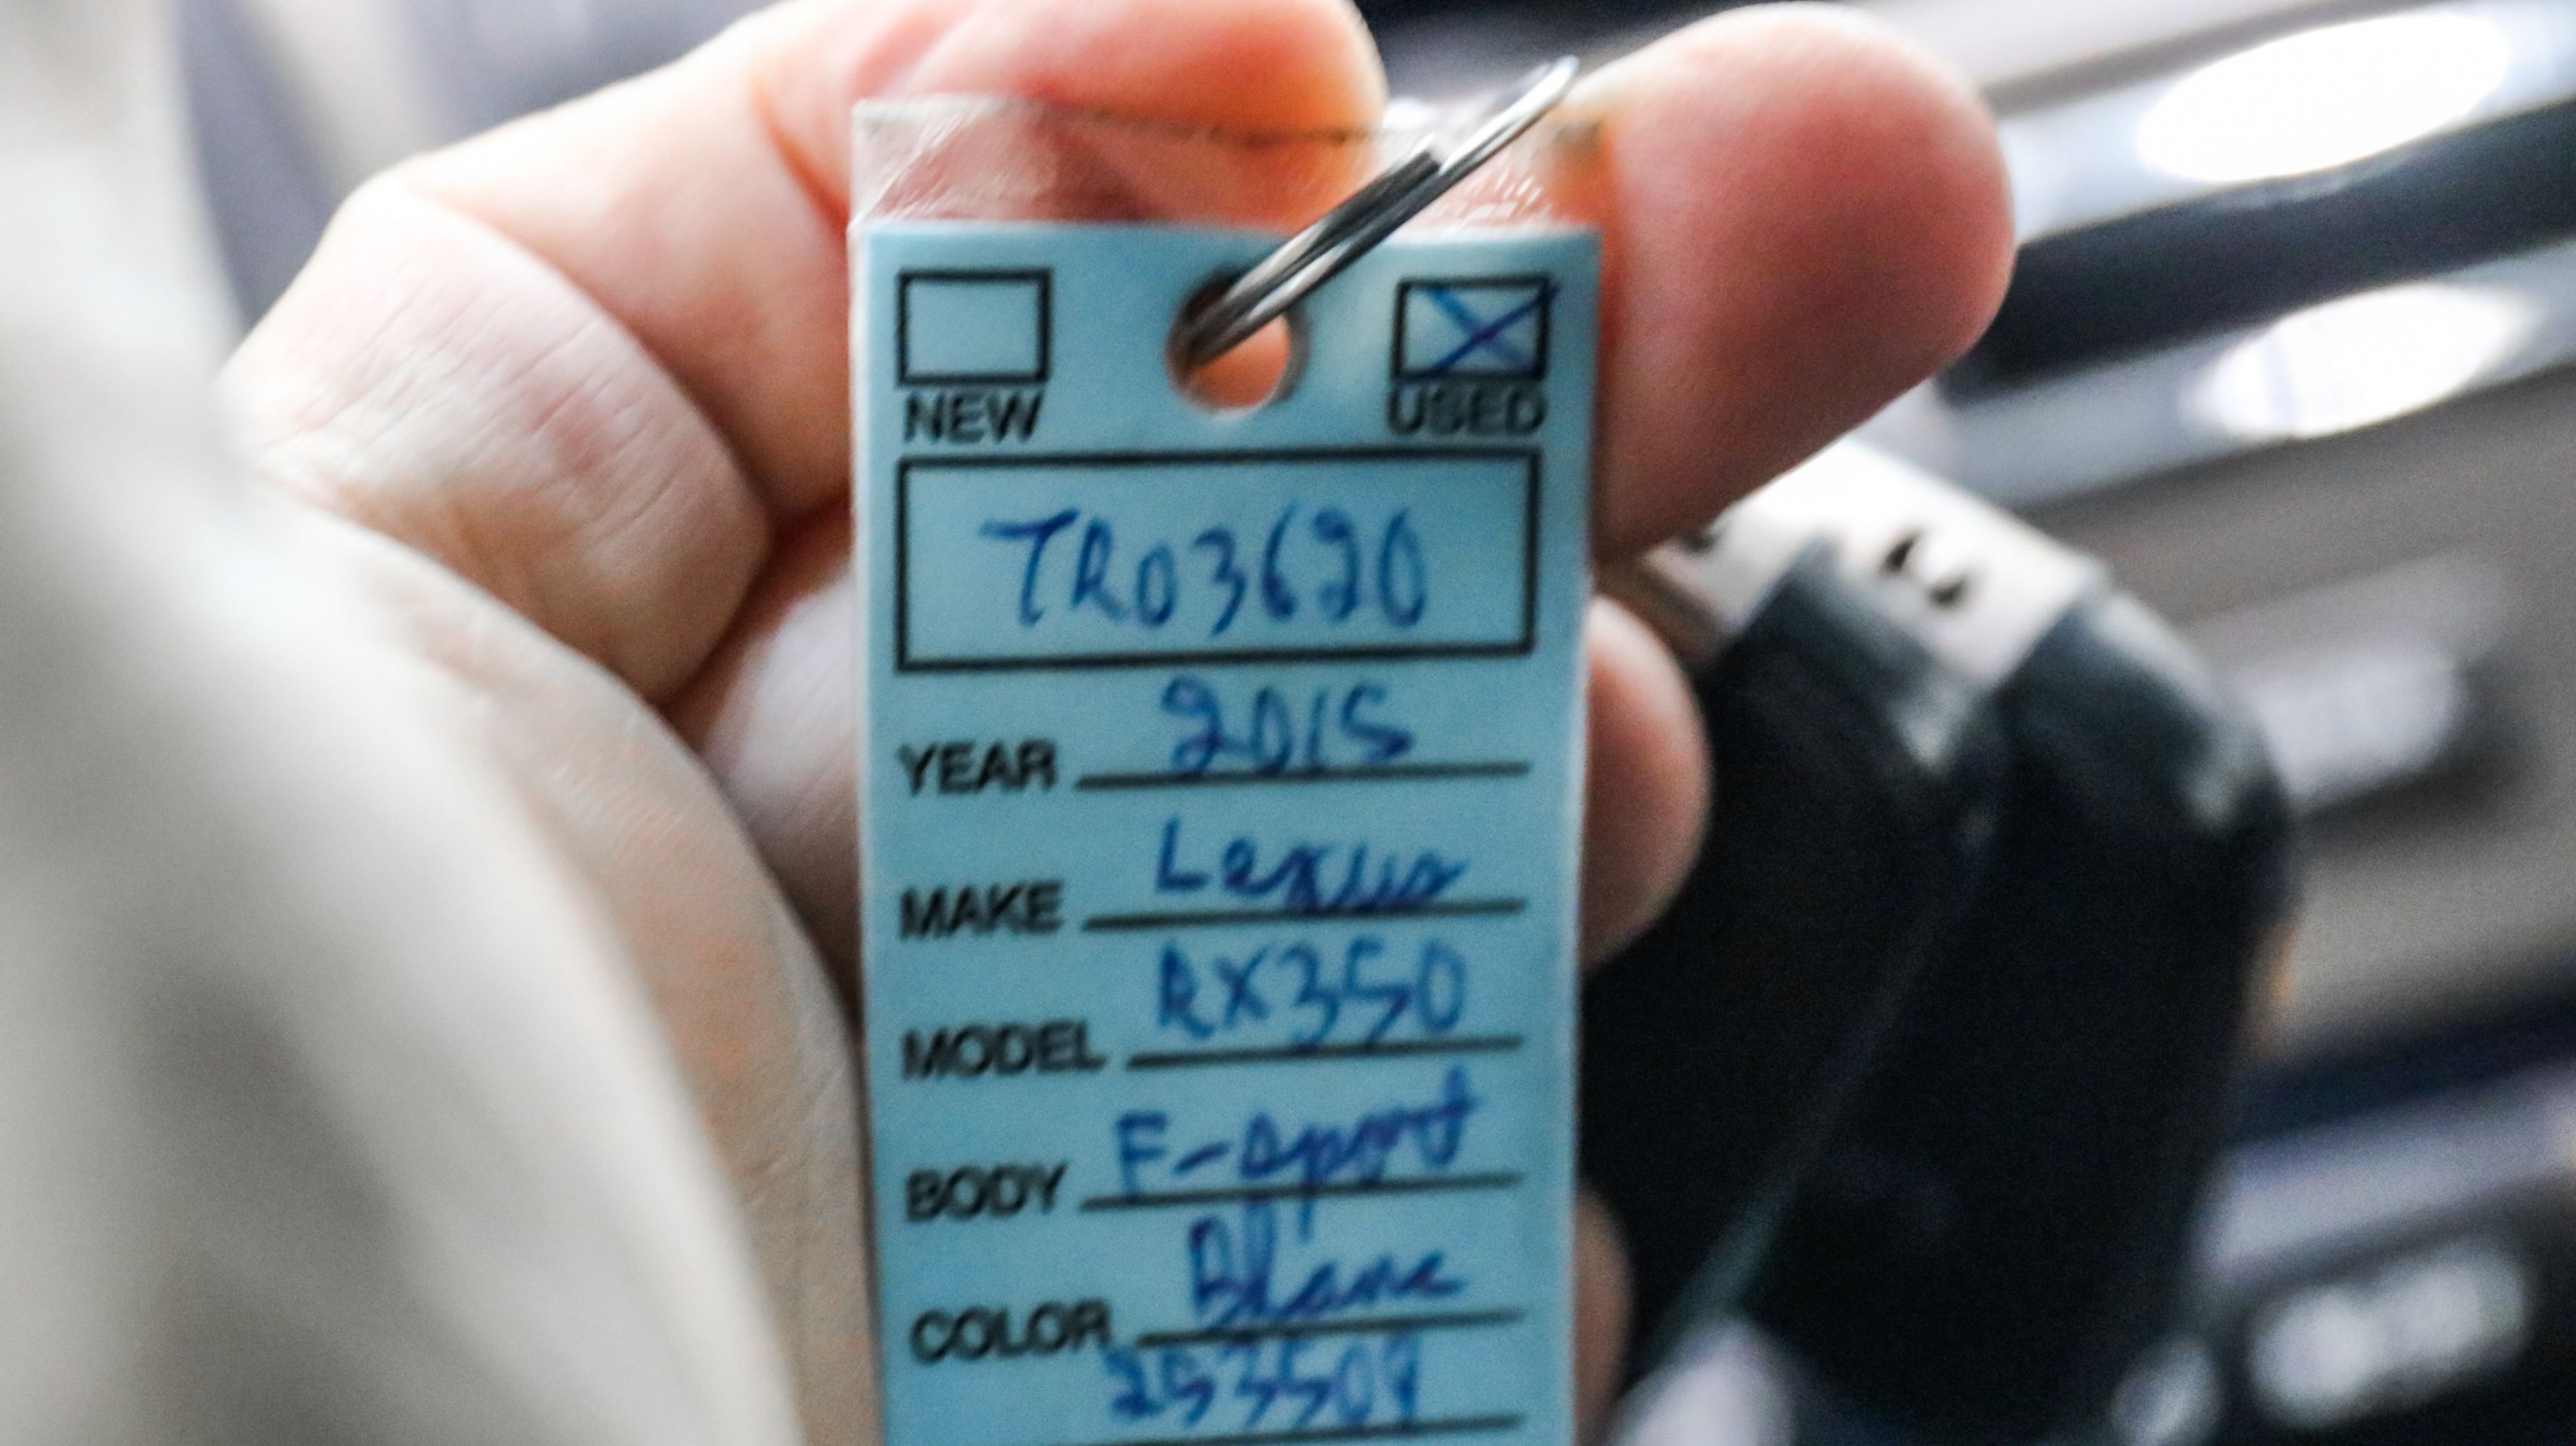 NEW USED
TR03620
YEAR 2015
MAKE Lexus
MODEL RX350
BODY F-sport
COLOR Blanc